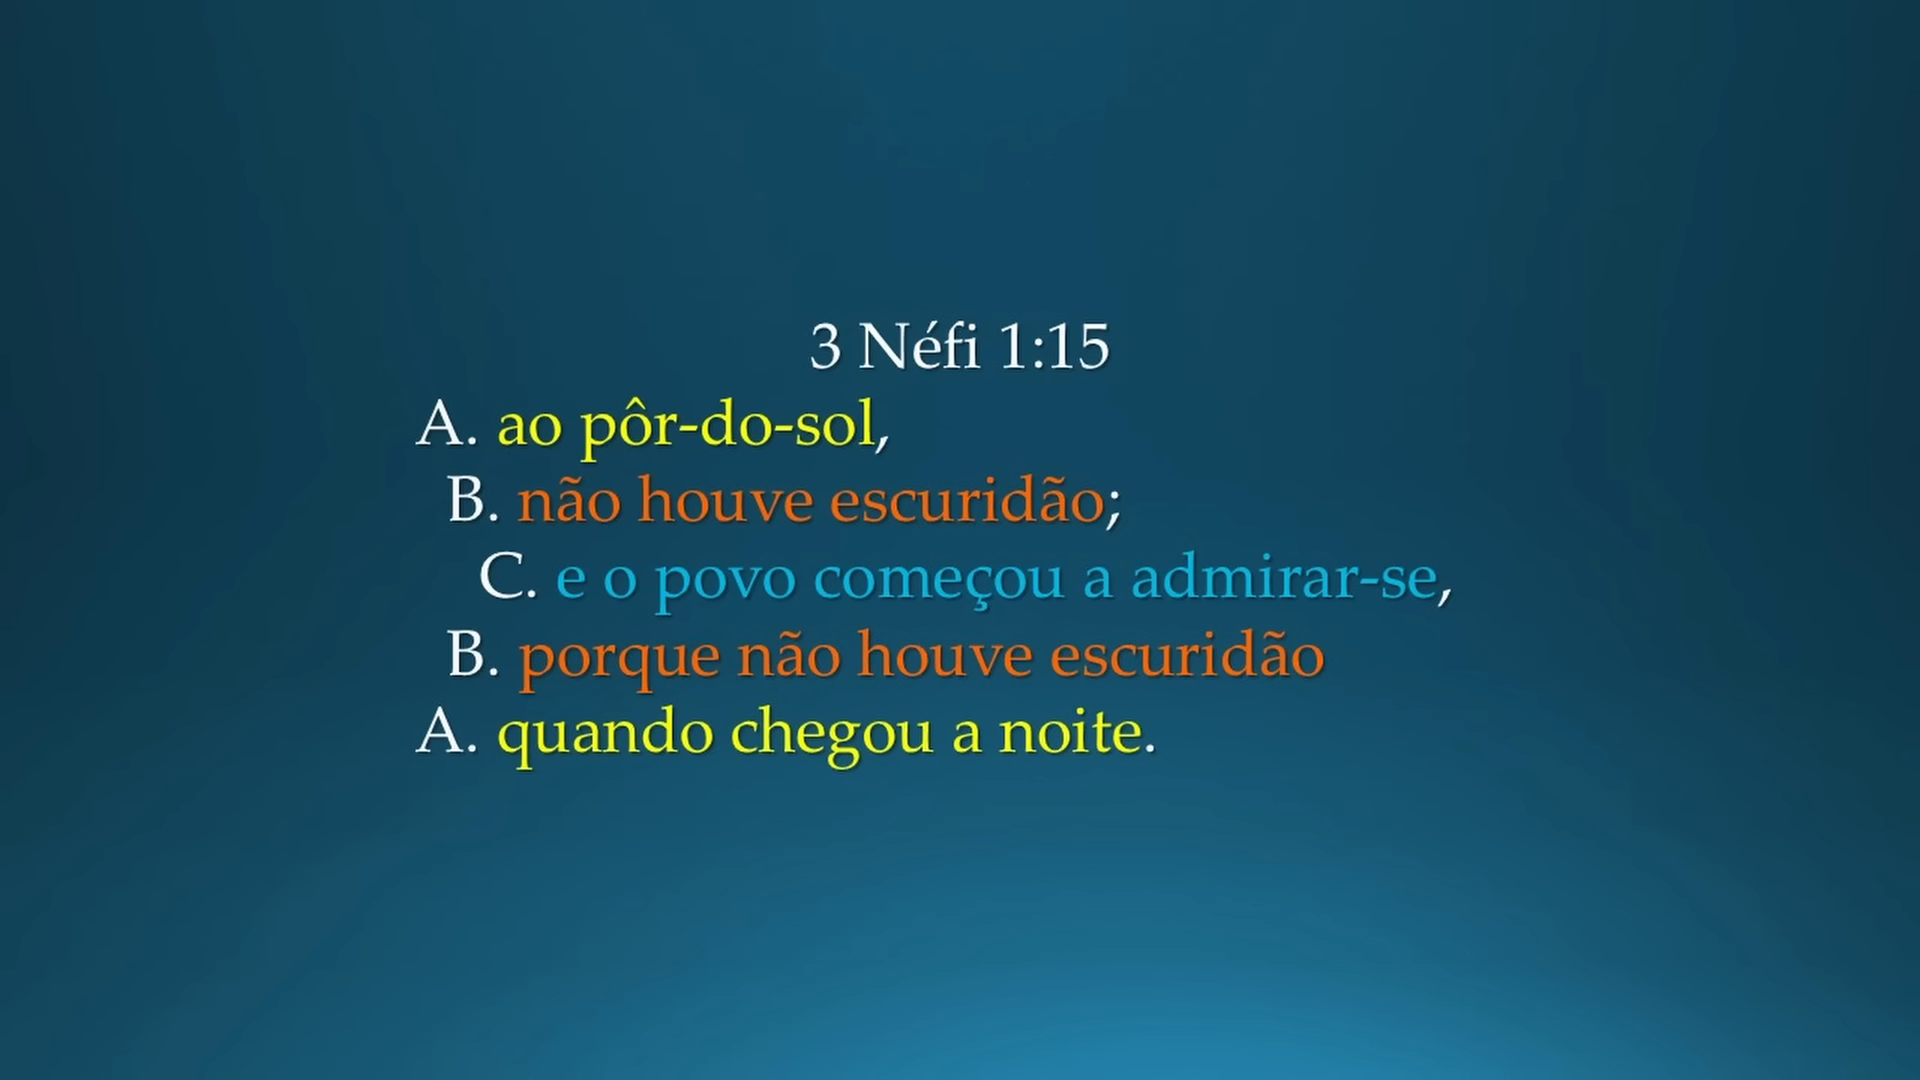 3 Néfi 1:15
A. ao pôr-do-sol,
B. não houve escuridão;
C. e o povo começou a admirar-se,
B. porque não houve escuridão
A. quando chegou a noite.